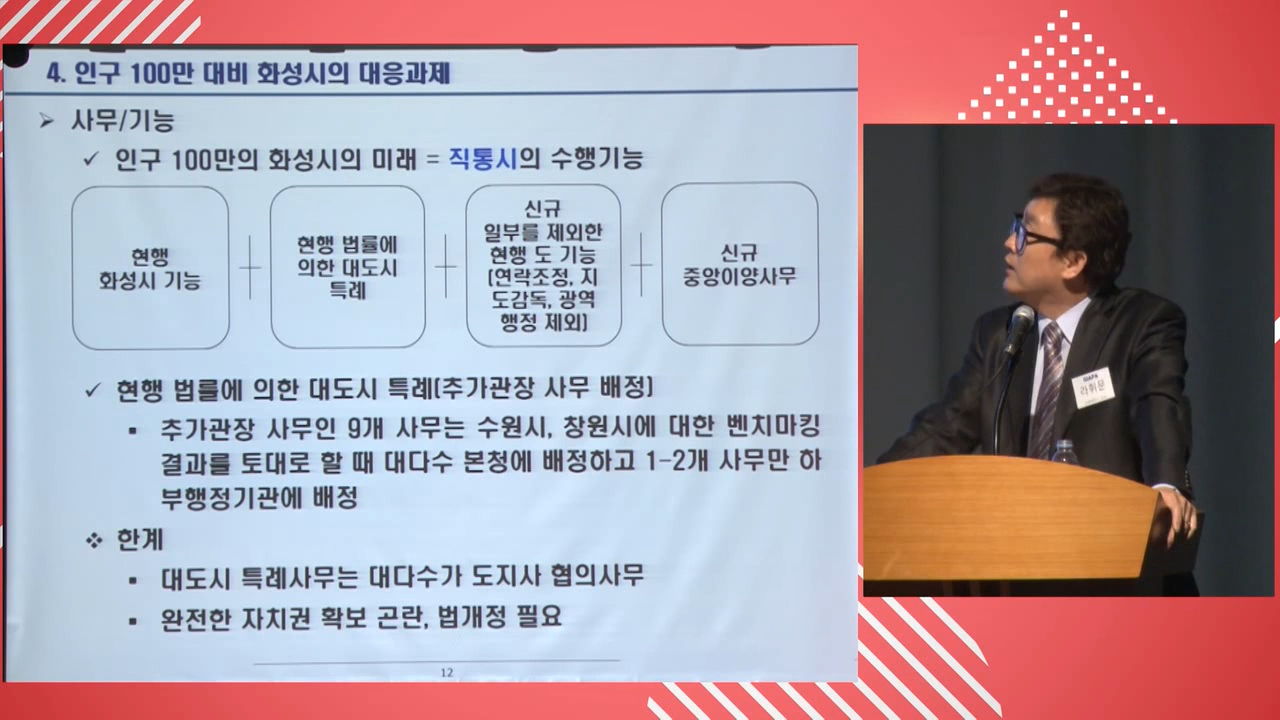 4. 인구 100만 대비 화성시의 대응과제
➢ 사무/기능
✓ 인구 100만의 화성시의 미래 = 직통시의 수행기능
현행
화성시 기능
현행 법률에
의한 대도시
특례
신규
일부를 제외한
현행 도 기능
(연락조정, 지
도감독, 광역
행정 제외)
신규
중앙이양사무
✓ 현행 법률에 의한 대도시 특례(추가관장 사무 배정)
▪ 추가관장 사무인 9개 사무는 수원시, 창원시에 대한 벤치마킹
결과를 토대로 할 때 대다수 본청에 배정하고 1-2개 사무만 하
부행정기관에 배정
❖ 한계
▪ 대도시 특례사무는 대다수가 도지사 협의사무
▪ 완전한 자치권 확보 곤란, 법개정 필요
12
라휘문